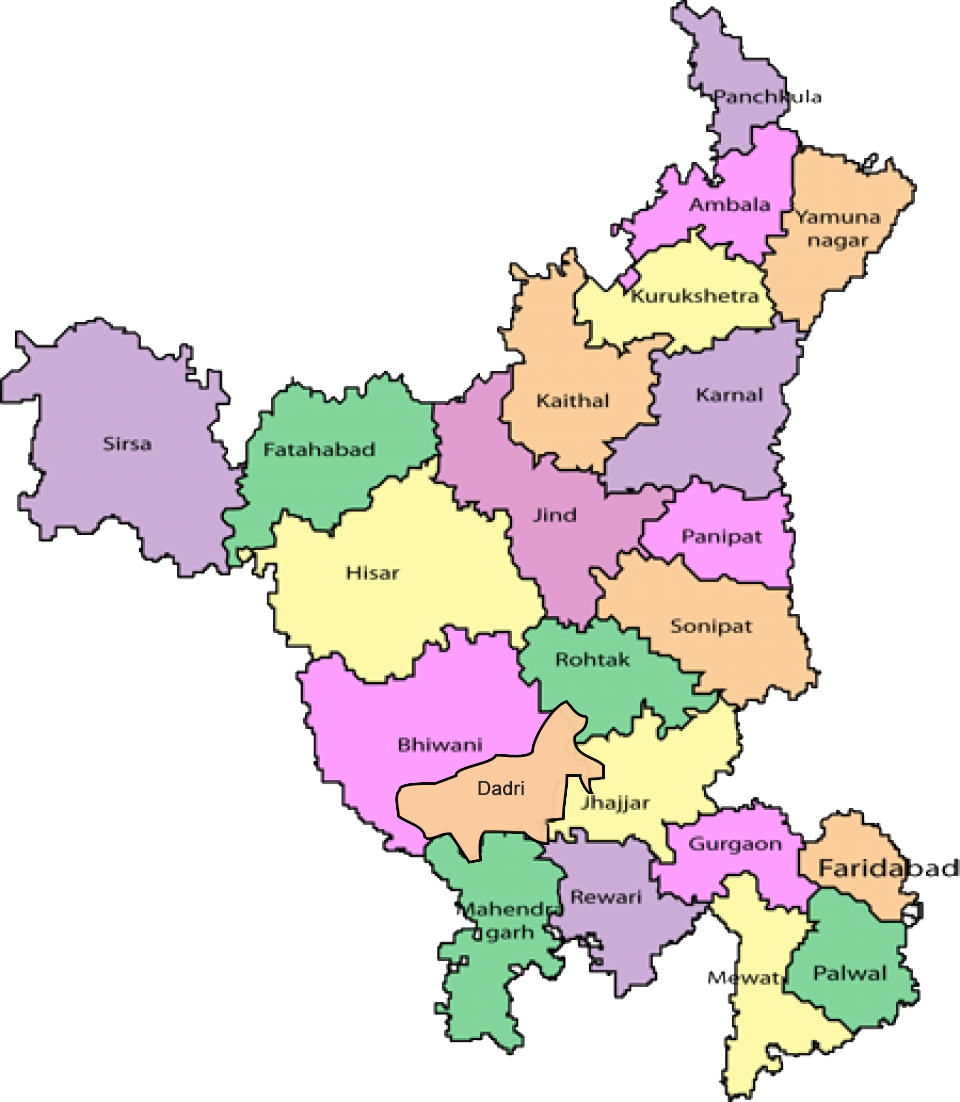 Panchkula
Ambala
Yamuna
nagar
Kurukshetra
Karnal
Kaithal
Sirsa
Fatahabad
Jind
Panipat
Hisar
Sonipat
Rohtak
Bhiwani
Dadri
Jhajjar
Gurgaon
Faridabad
Rewari
Mahendr
garh
Mewat
Palwal